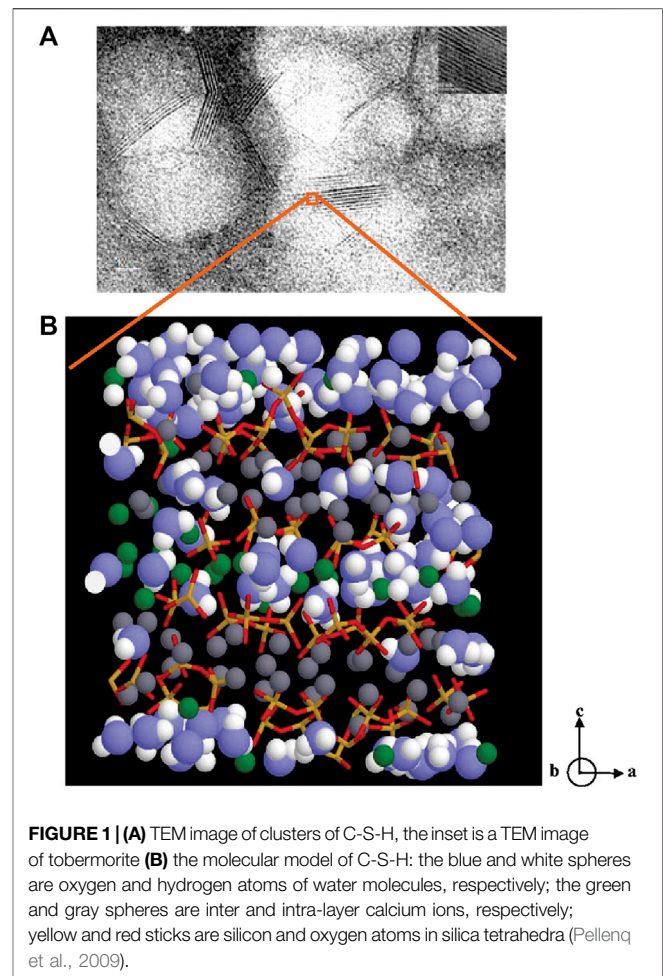 A
B
c
b
a
FIGURE 1 | (A) TEM image of clusters of C-S-H, the inset is a TEM image
of tobermorite (B) the molecular model of C-S-H: the blue and white spheres
are oxygen and hydrogen atoms of water molecules, respectively; the green
and gray spheres are inter and intra-layer calcium ions, respectively;
yellow and red sticks are silicon and oxygen atoms in silica tetrahedra (Pellenq
et al., 2009).